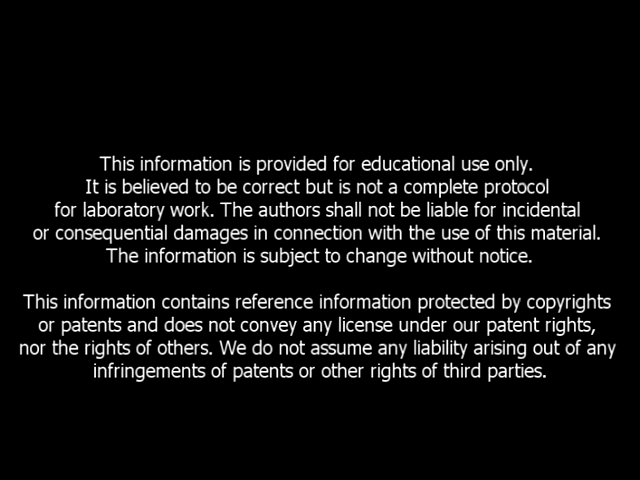 This information is provided for educational use only.
It is believed to be correct but is not a complete protocol
for laboratory work. The authors shall not be liable for incidental
or consequential damages in connection with the use of this material.
The information is subject to change without notice.
This information contains reference information protected by copyrights
or patents and does not convey any license under our patent rights,
nor the rights of others. We do not assume any liability arising out of any
infringements of patents or other rights of third parties.